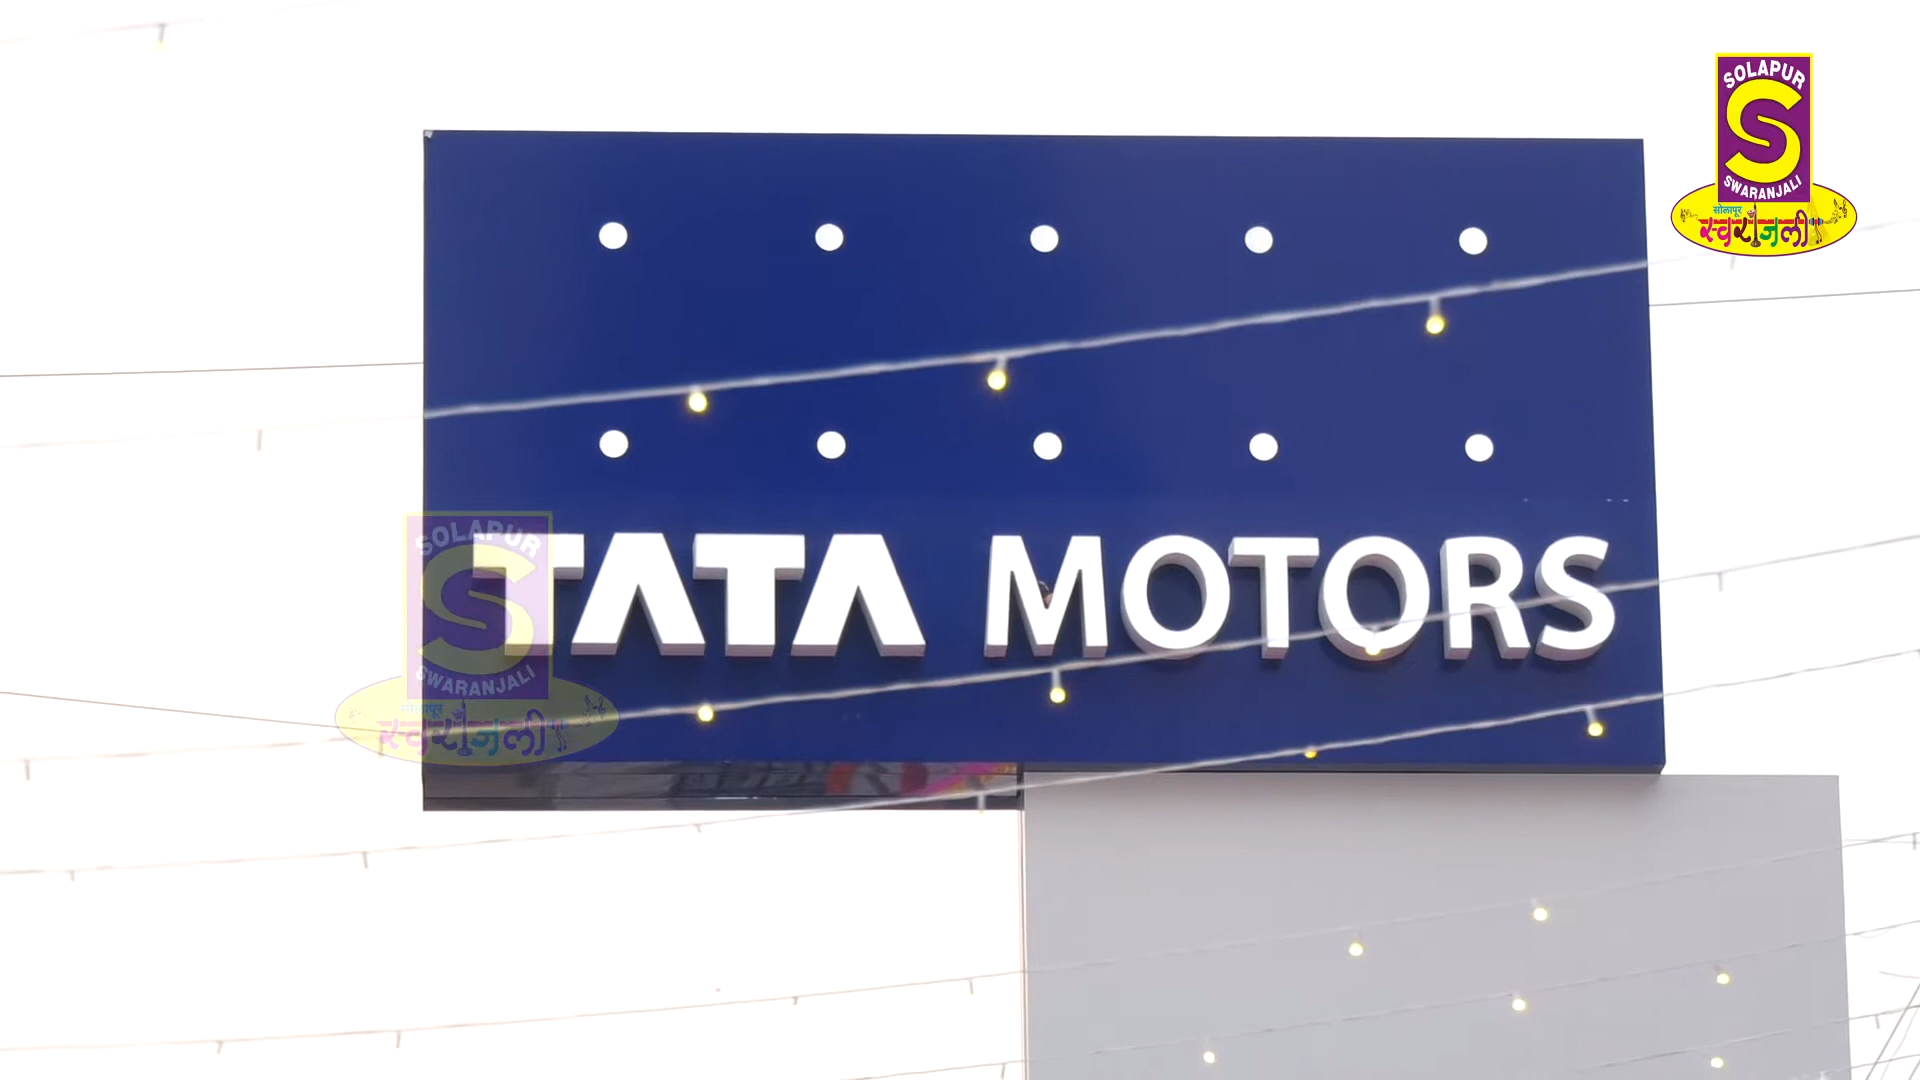 SOLAPUR
S
SWARANJALI
सोलापूर
स्वरांजली
TATA MOTORS
SOLAPUR
S
SWARANJALI
सोलापूर
स्वरांजली